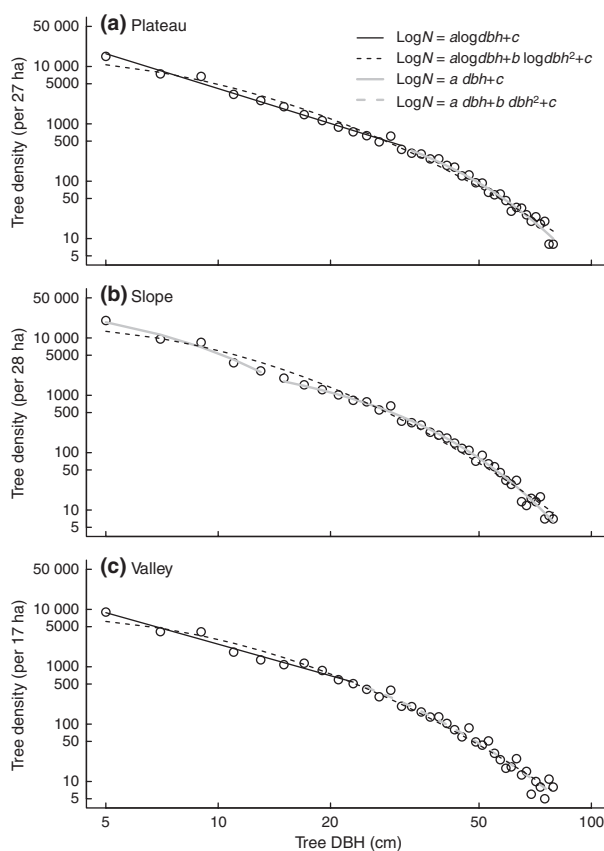 (a) Plateau
LogN = alogdbh+c
LogN = alogdbh+b logdbh²+c
LogN = a dbh+c
LogN = a dbh+b dbh²+c
Tree density (per 27 ha)
50 000
10 000
5000
1000
500
100
50
10
5
(b) Slope
Tree density (per 28 ha)
50 000
10 000
5000
1000
500
100
50
10
5
(c) Valley
Tree density (per 17 ha)
50 000
10 000
5000
1000
500
100
50
10
5
5 10 20 50 100
Tree DBH (cm)